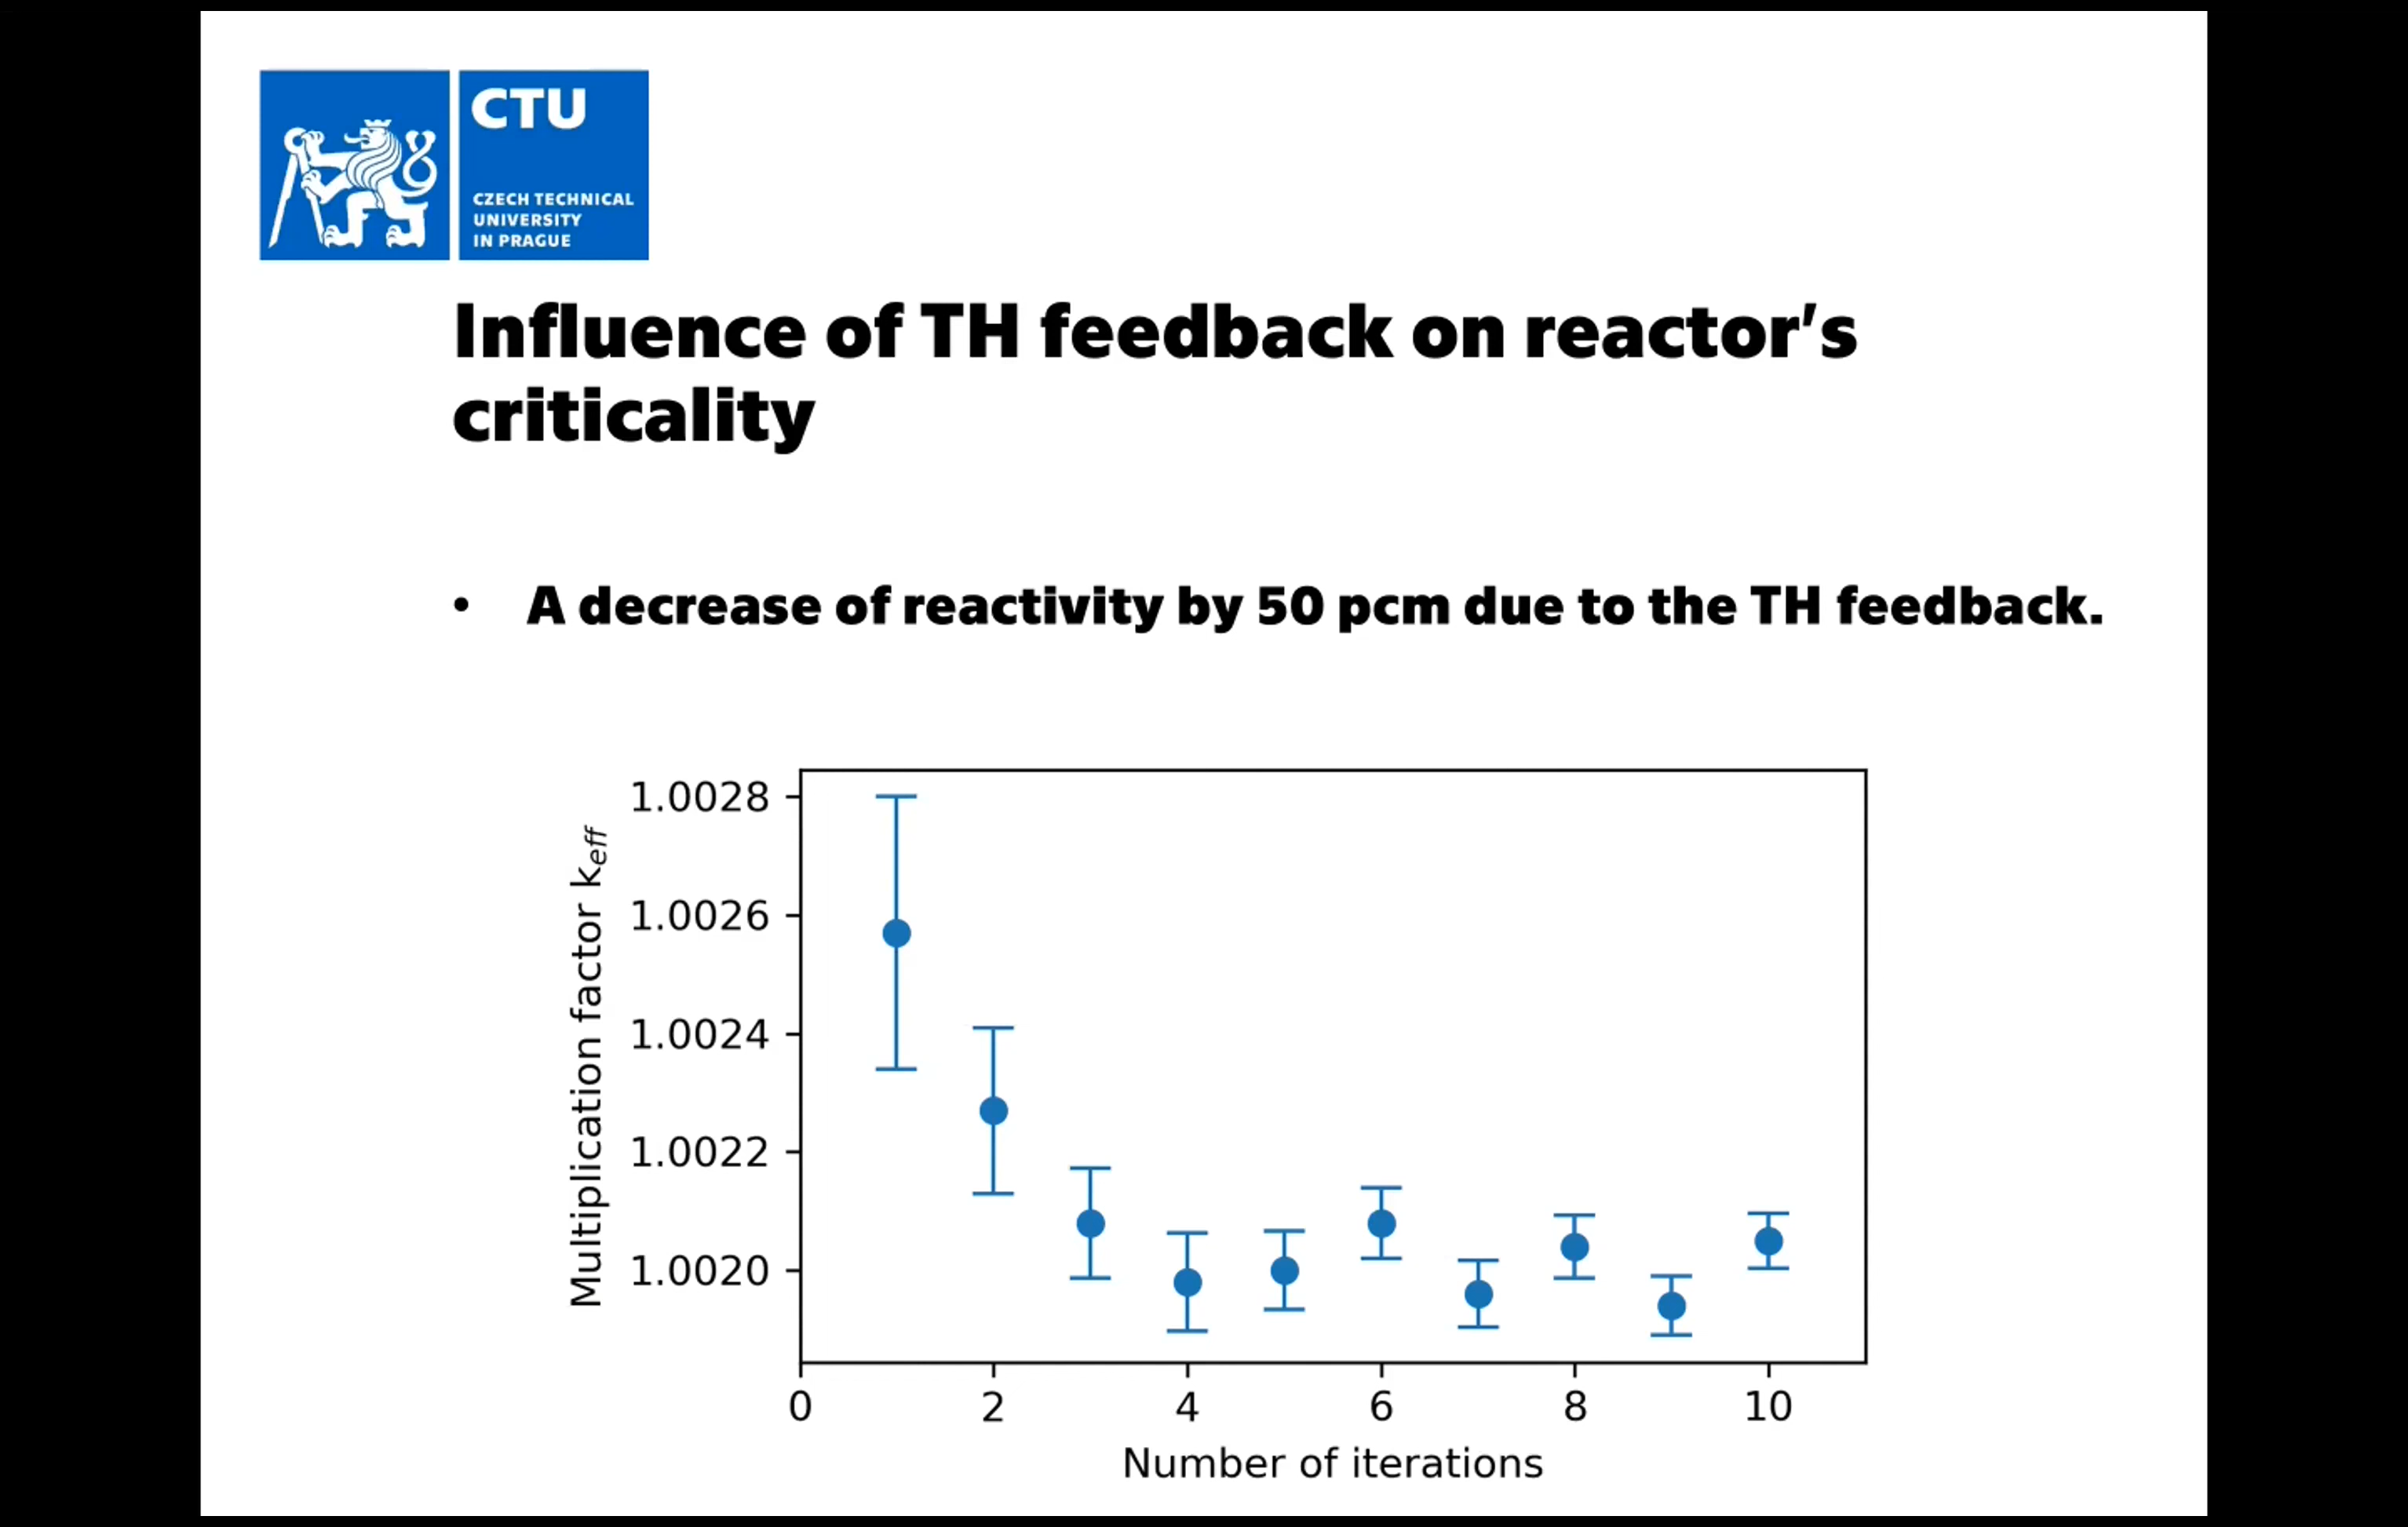 CTU
CZECH TECHNICAL
UNIVERSITY
IN PRAGUE
Influence of TH feedback on reactor's
criticality
• A decrease of reactivity by 50 pcm due to the TH feedback.
Multiplication factor keff
1.0028
1.0026
1.0024
1.0022
1.0020
0 2 4 6 8 10
Number of iterations